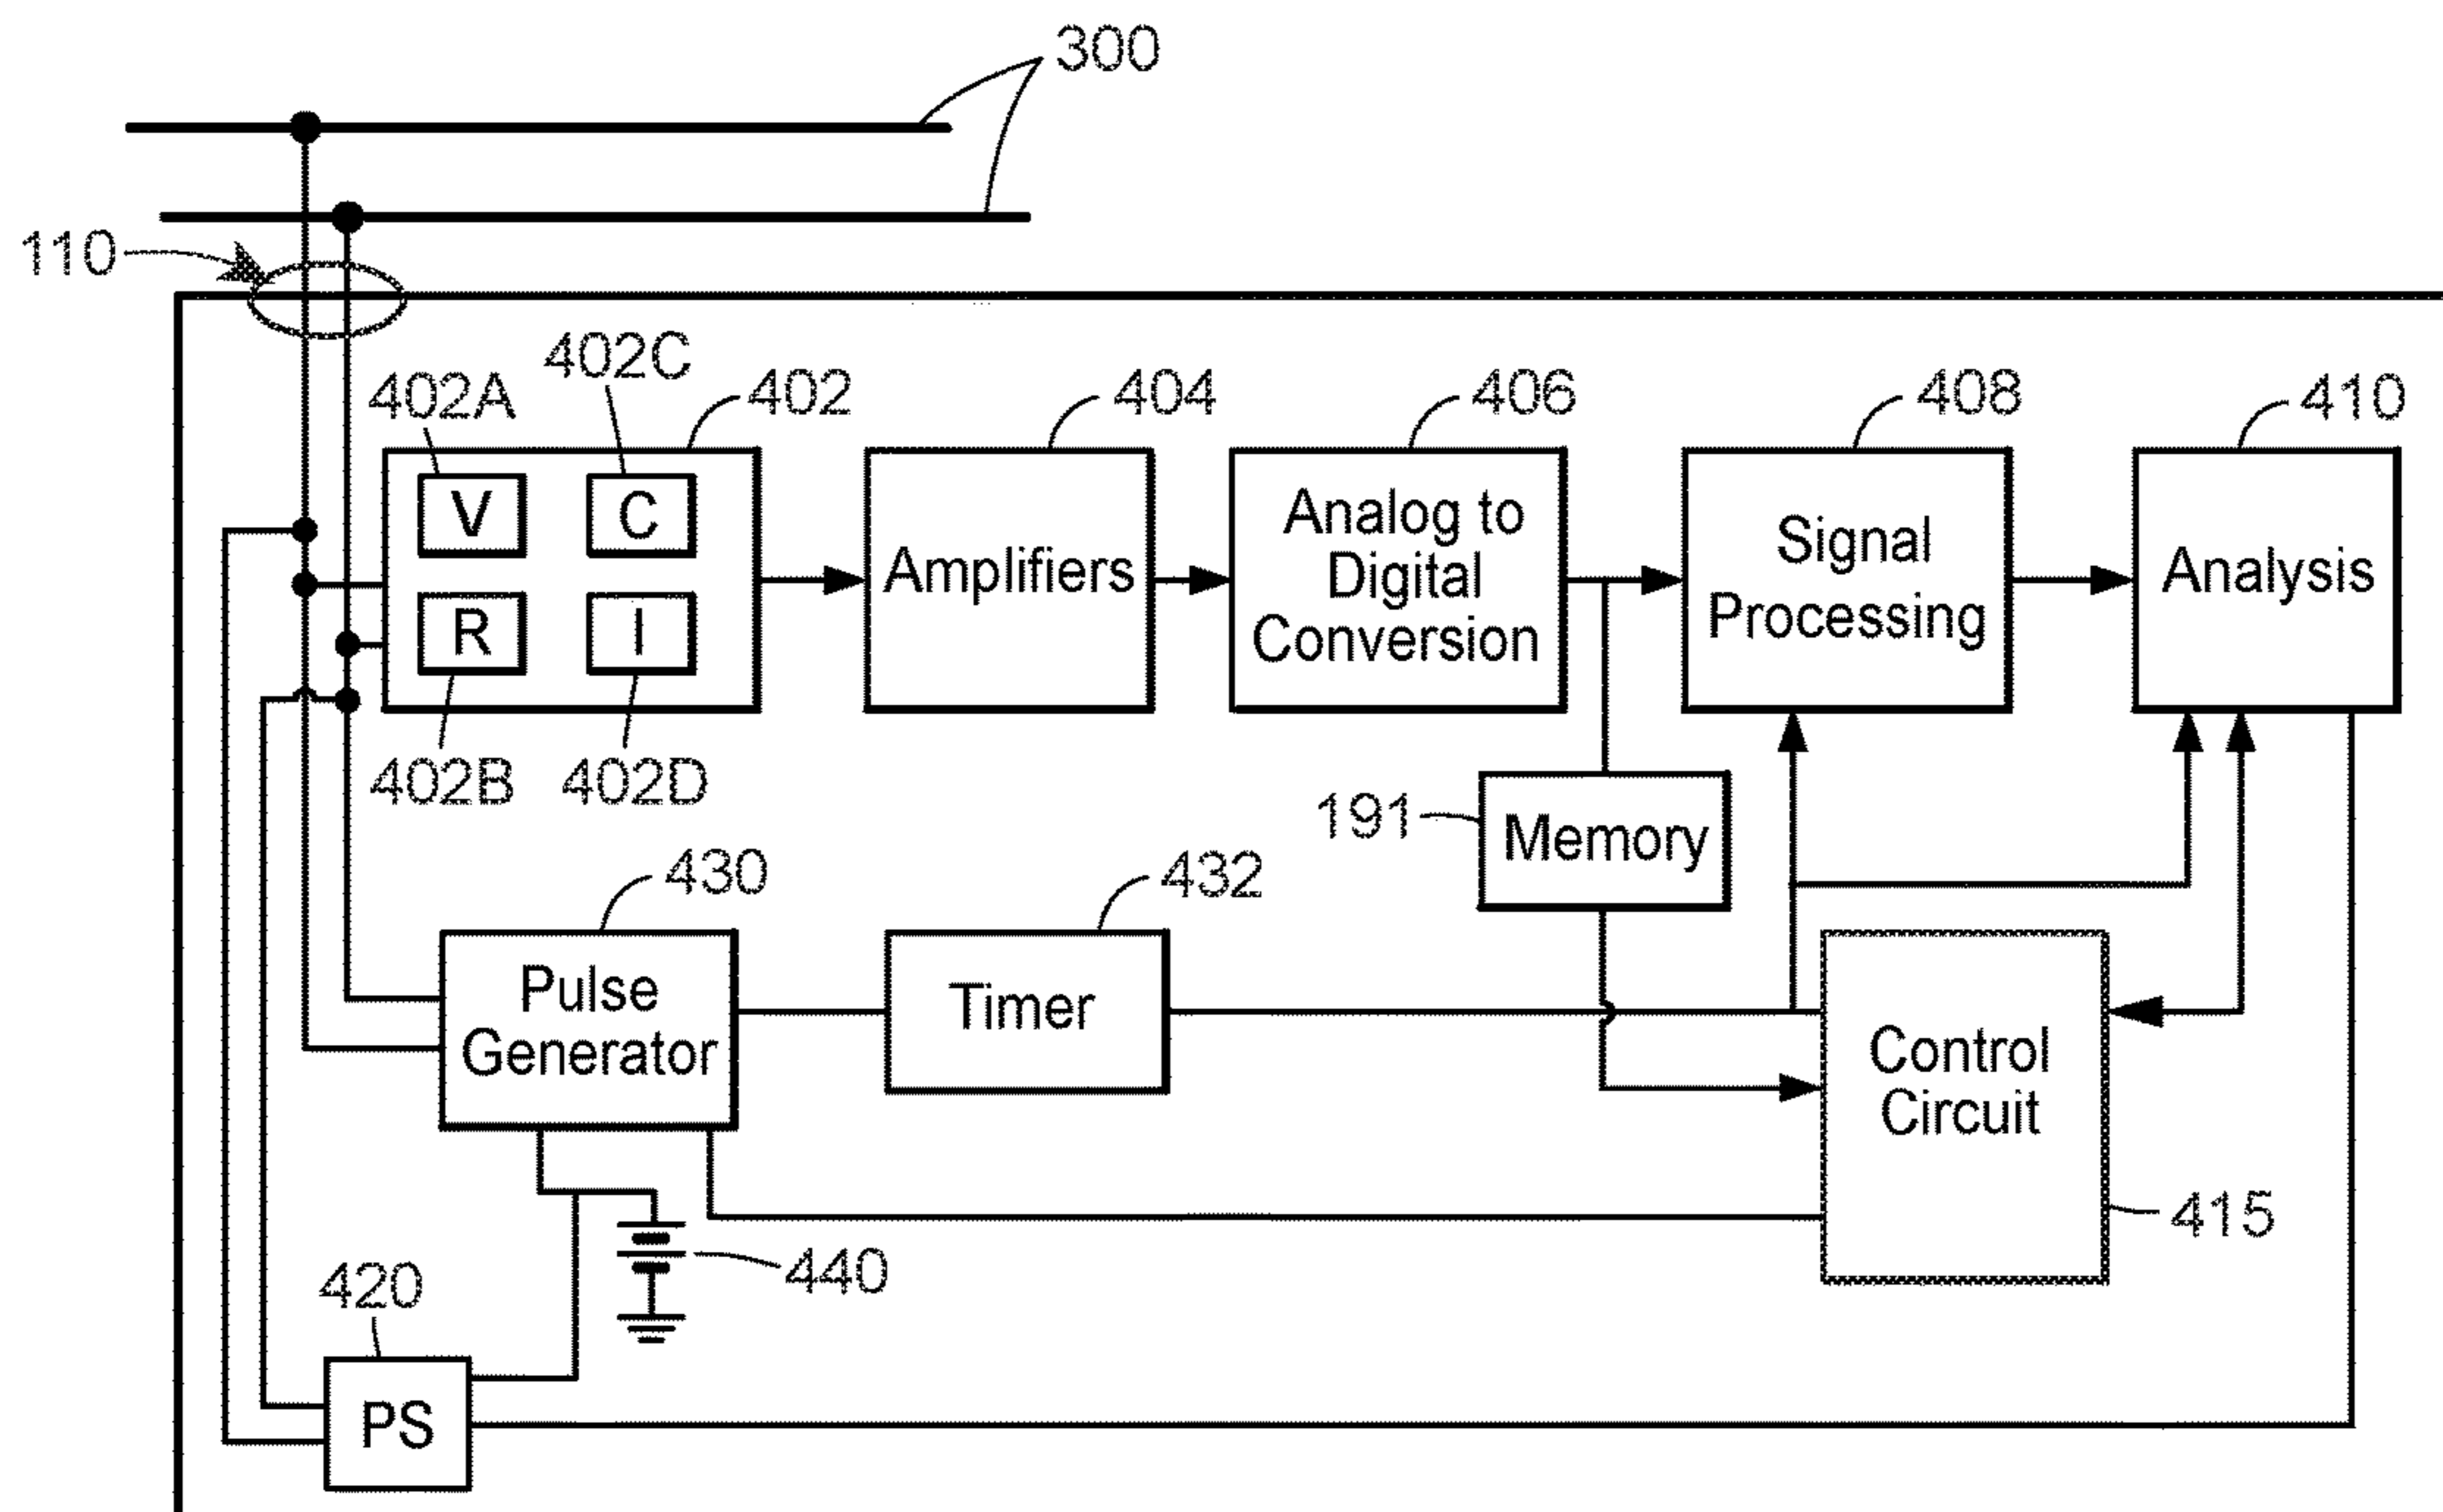 300
110
402A
402C
402
404
406
408
410
V
C
R
I
Amplifiers
Analog to
Digital
Conversion
Signal
Processing
Analysis
402B
402D
191
Memory
430
432
Pulse
Generator
Timer
Control
Circuit
415
440
420
PS